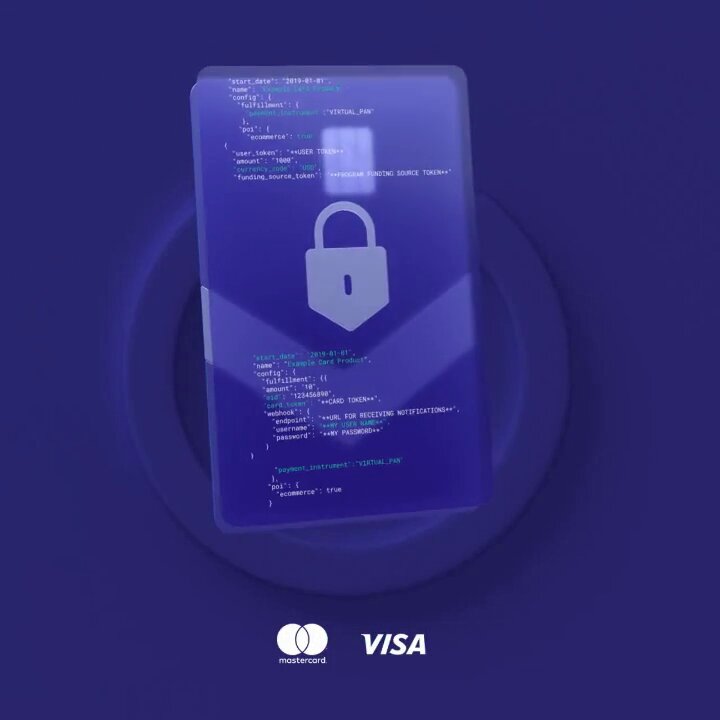 "start_date": "2019-01-01",
"name": "Example Card Product",
"config": {
"fulfillment": {
"payment_instrument":"VIRTUAL_PAN"
},
"poi": {
"ecommerce": true
{
"user_token": "**USER TOKEN**
"amount": "1000",
"currency_code": "USD",
"funding_source_token": "**PROGRAM FUNDING SOURCE TOKEN**"
"start_date": "2019-01-01",
"name": "Example Card Product",
"config": {
"fulfillment": {{
"amount": "10",
"mid": "123456890",
"card_token": "**CARD TOKEN**",
"webhook": {
"endpoint": "**URL FOR RECEIVING NOTIFICATIONS**",
"username": "**MY USER NAME**",
"password": "**MY PASSWORD**"
}
}
"payment_instrument":"VIRTUAL_PAN"
},
"poi": {
"ecommerce": true
}
mastercard.
VISA